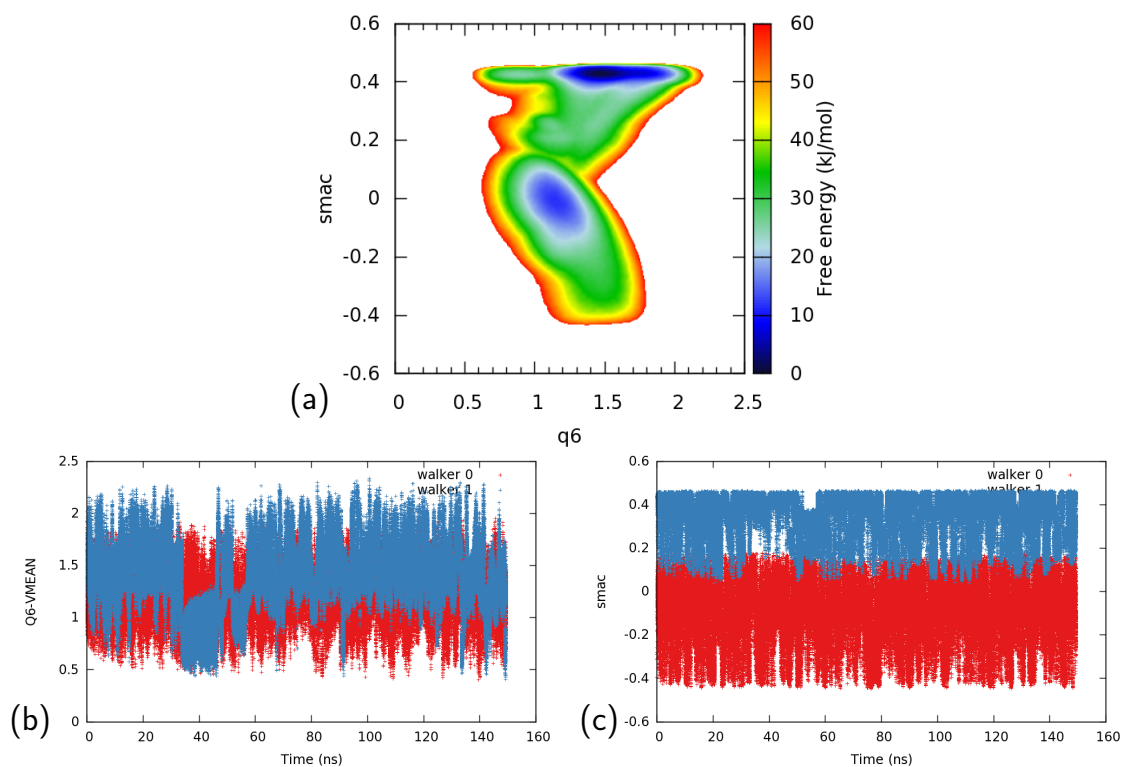 0.6
0.4
0.2
0
-0.2
-0.4
-0.6
smac
0 0.5 1 1.5 2 2.5
q6
60
50
40
30
20
10
0
Free energy (kJ/mol)
(a)
2.5
2
1.5
1
0.5
0
Q6-VMEAN
walker 0
walker 1
0 20 40 60 80 100 120 140 160
Time (ns)
(b)
0.6
0.4
0.2
0
-0.2
-0.4
-0.6
smac
walker 0
walker 1
0 20 40 60 80 100 120 140 160
Time (ns)
(c)